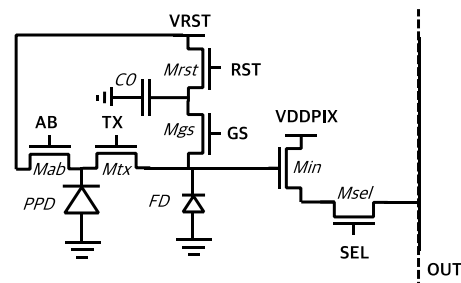 VRST
C0 Mrst RST
AB TX Mgs GS VDDPIX
Mab Mtx Min
PPD FD Msel
SEL
OUT